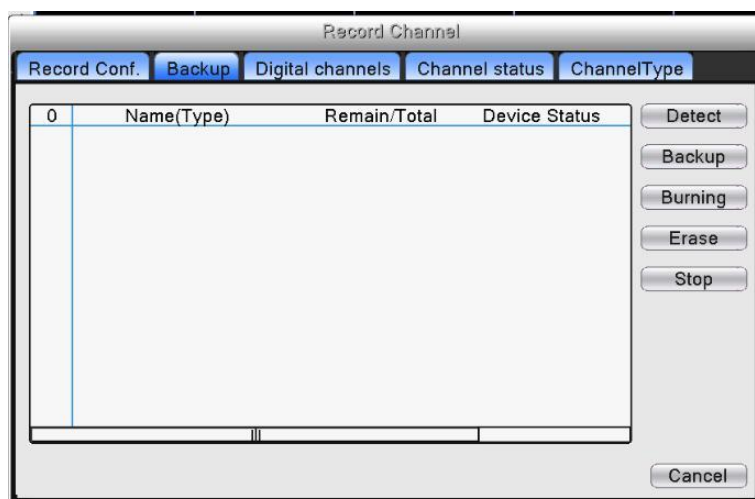 Record Channel
Record Conf. Backup Digital channels Channel status ChannelType
0 Name(Type) Remain/Total Device Status
Detect
Backup
Burning
Erase
Stop
Cancel